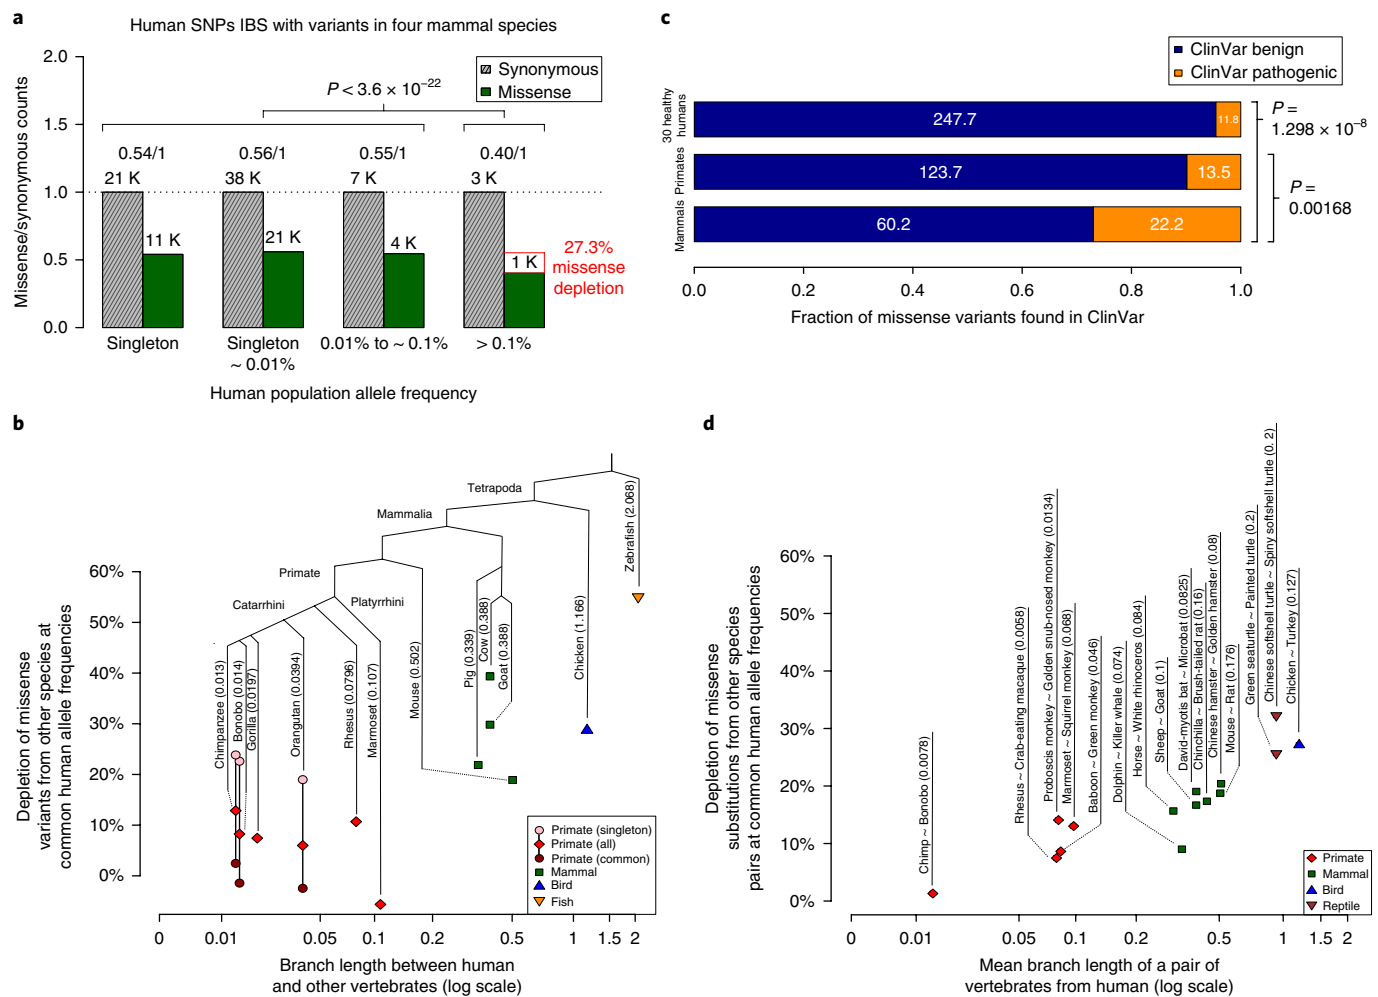 a
Human SNPs IBS with variants in four mammal species
Missense/synonymous counts
2.0
1.5
1.0
0.5
0.0
Synonymous
Missense
P < 3.6 × 10⁻²²
0.54/1
0.56/1
0.55/1
0.40/1
21 K
38 K
7 K
3 K
11 K
21 K
4 K
1 K
27.3%
missense
depletion
Singleton
Singleton
~ 0.01%
0.01% to ~ 0.1%
> 0.1%
Human population allele frequency
c
ClinVar benign
ClinVar pathogenic
30 healthy
humans
Primates
Mammals
247.7
11.8
123.7
13.5
60.2
22.2
P =
1.298 × 10⁻⁸
P =
0.00168
0.0
0.2
0.4
0.6
0.8
1.0
Fraction of missense variants found in ClinVar
b
Depletion of missense
variants from other species at
common human allele frequencies
60%
50%
40%
30%
20%
10%
0%
Tetrapoda
Mammalia
Primate
Catarrhini
Platyrrhini
Chimpanzee (0.013)
Bonobo (0.014)
Gorilla (0.0197)
Orangutan (0.0394)
Rhesus (0.0796)
Marmoset (0.107)
Mouse (0.502)
Pig (0.339)
Cow (0.388)
Goat (0.388)
Chicken (1.166)
Zebrafish (2.068)
Primate (singleton)
Primate (all)
Primate (common)
Mammal
Bird
Fish
0
0.01
0.05
0.1
0.2
0.5
1
1.5
2
Branch length between human
and other vertebrates (log scale)
d
Depletion of missense
substitutions from other species
pairs at common human allele frequencies
60%
50%
40%
30%
20%
10%
0%
Chimp ~ Bonobo (0.0078)
Rhesus ~ Crab-eating macaque (0.0058)
Proboscis monkey ~ Golden snub-nosed monkey (0.0134)
Marmoset ~ Squirrel monkey (0.068)
Baboon ~ Green monkey (0.046)
Dolphin ~ Killer whale (0.074)
Horse ~ White rhinoceros (0.084)
Sheep ~ Goat (0.1)
David-myotis bat ~ Microbat (0.0825)
Chinchilla ~ Brush-tailed rat (0.16)
Chinese hamster ~ Golden hamster (0.08)
Mouse ~ Rat (0.176)
Green seaturtle ~ Painted turtle (0.2)
Chinese softshell turtle ~ Spiny softshell turtle (0. 2)
Chicken ~ Turkey (0.127)
Primate
Mammal
Bird
Reptile
0
0.01
0.05
0.1
0.2
0.5
1
1.5
2
Mean branch length of a pair of
vertebrates from human (log scale)